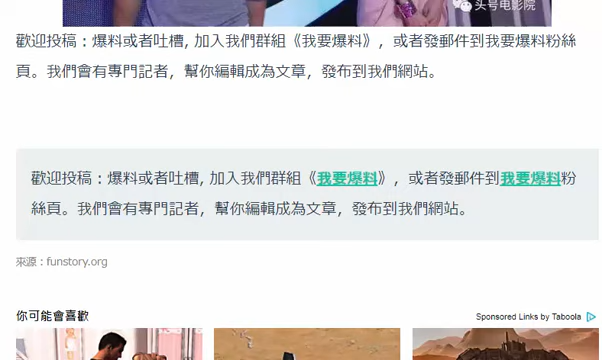 头号电影院
歡迎投稿：爆料或者吐槽, 加入我們群組《我要爆料》，或者發郵件到我要爆料粉絲
頁。我們會有專門記者，幫你編輯成為文章，發布到我們網站。
歡迎投稿：爆料或者吐槽, 加入我們群組《我要爆料》，或者發郵件到我要爆料粉
絲頁。我們會有專門記者，幫你編輯成為文章，發布到我們網站。
來源：funstory.org
你可能會喜歡
Sponsored Links by Taboola